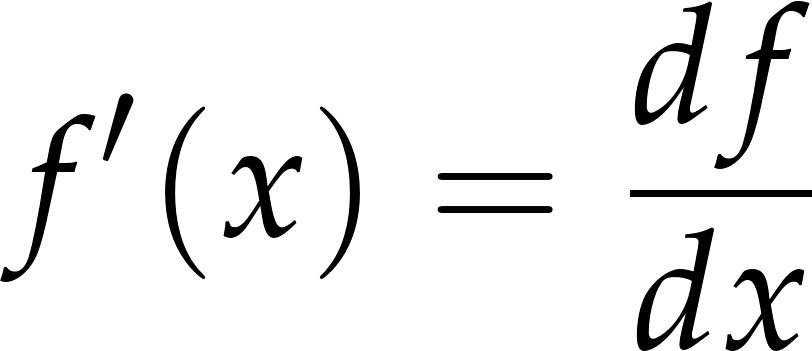 f′(x) = df/dx